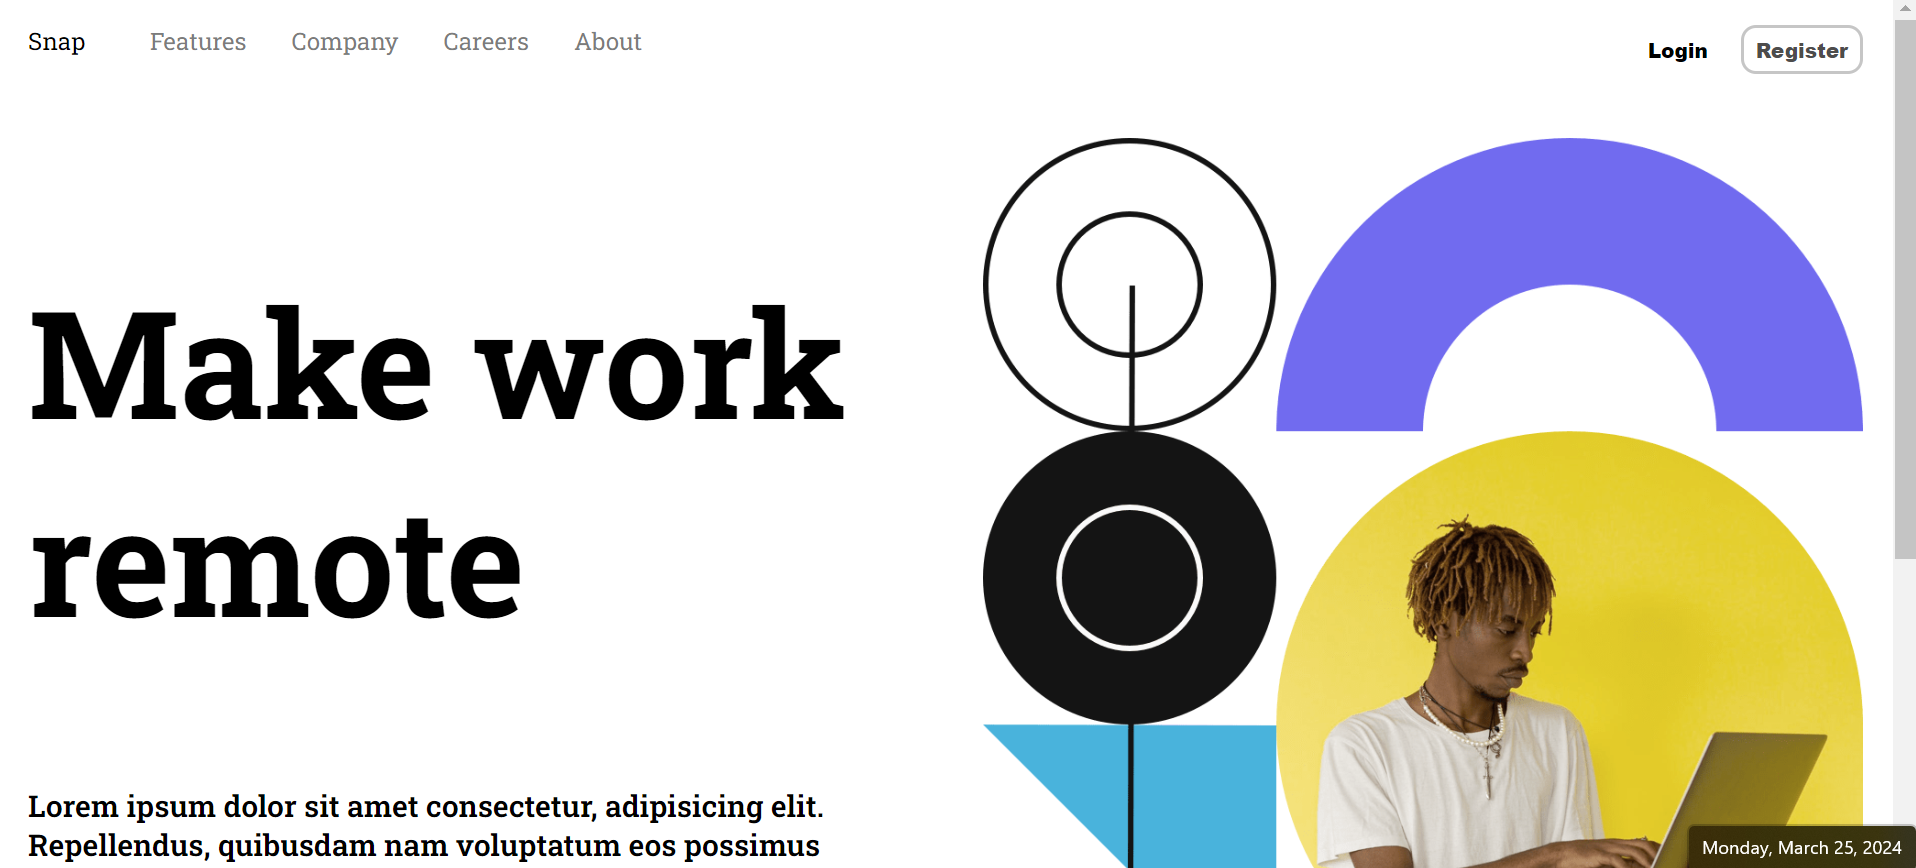 Snap Features Company Careers About Login Register
Make work
remote
Lorem ipsum dolor sit amet consectetur, adipisicing elit.
Repellendus, quibusdam nam voluptatum eos possimus
Monday, March 25, 2024